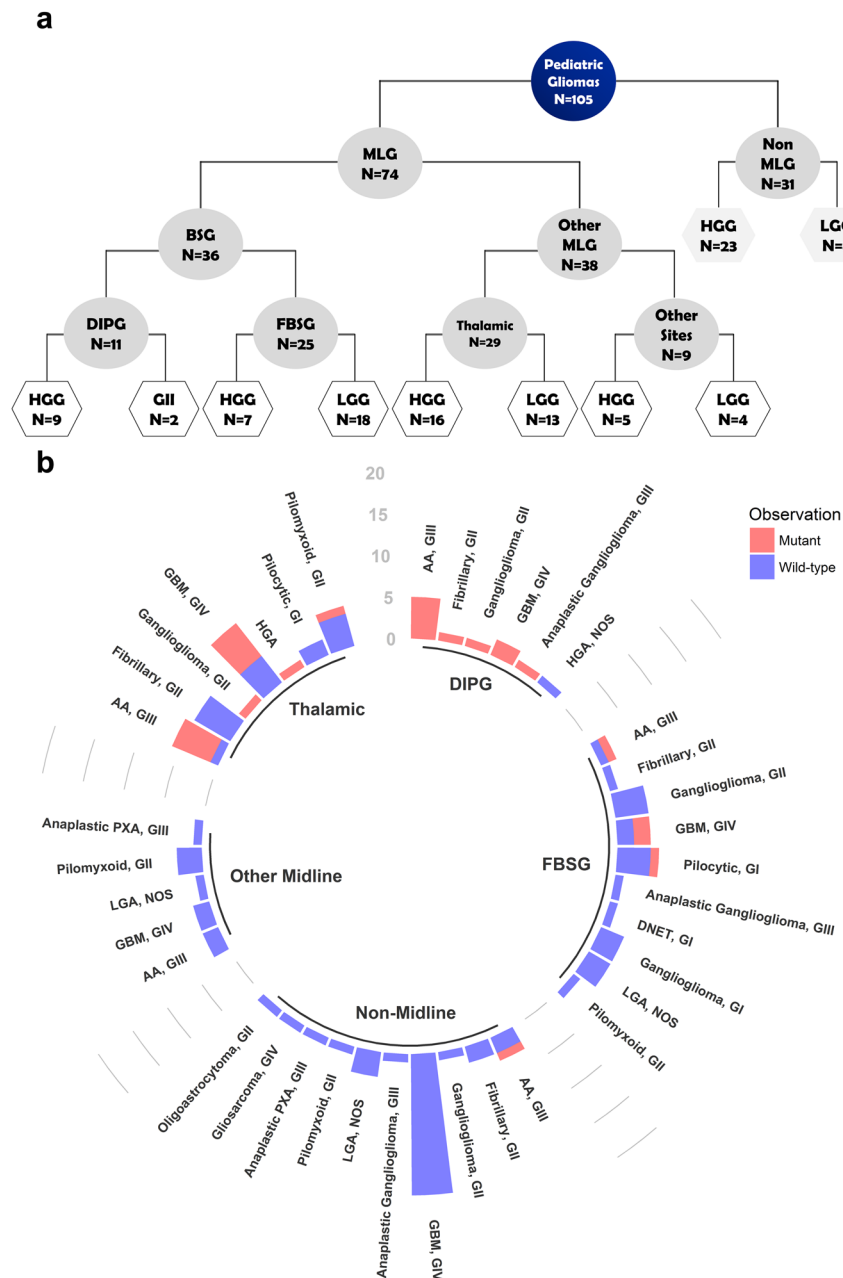 a
Pediatric
Gliomas
N=105
MLG
N=74
Non
MLG
N=31
BSG
N=36
Other
MLG
N=38
HGG
N=23
DIPG
N=11
FBSG
N=25
Thalamic
N=29
Other
Sites
N=9
HGG
N=9
GII
N=2
HGG
N=7
LGG
N=18
HGG
N=16
LGG
N=13
HGG
N=5
LGG
N=4
b
20
15
10
5
0
Observation
Mutant
Wild-type
DIPG
AA, GIII
Fibrillary, GII
Ganglioglioma, GII
GBM, GIV
Anaplastic Ganglioglioma, GIII
HGA, NOS
FBSG
AA, GIII
Fibrillary, GII
Ganglioglioma, GII
GBM, GIV
Pilocytic, GI
Anaplastic Ganglioglioma, GIII
DNET, GI
Ganglioglioma, GI
LGA, NOS
Pilomyxoid, GII
Non-Midline
AA, GIII
Fibrillary, GII
Ganglioglioma, GII
GBM, GIV
Anaplastic Ganglioglioma, GIII
LGA, NOS
Pilomyxoid, GII
Anaplastic PXA, GIII
Gliosarcoma, GIV
Oligoastrocytoma, GII
Other Midline
AA, GIII
GBM, GIV
LGA, NOS
Pilomyxoid, GII
Anaplastic PXA, GIII
Thalamic
AA, GIII
Fibrillary, GII
Ganglioglioma, GII
GBM, GIV
HGA
Pilocytic, GI
Pilomyxoid, GII